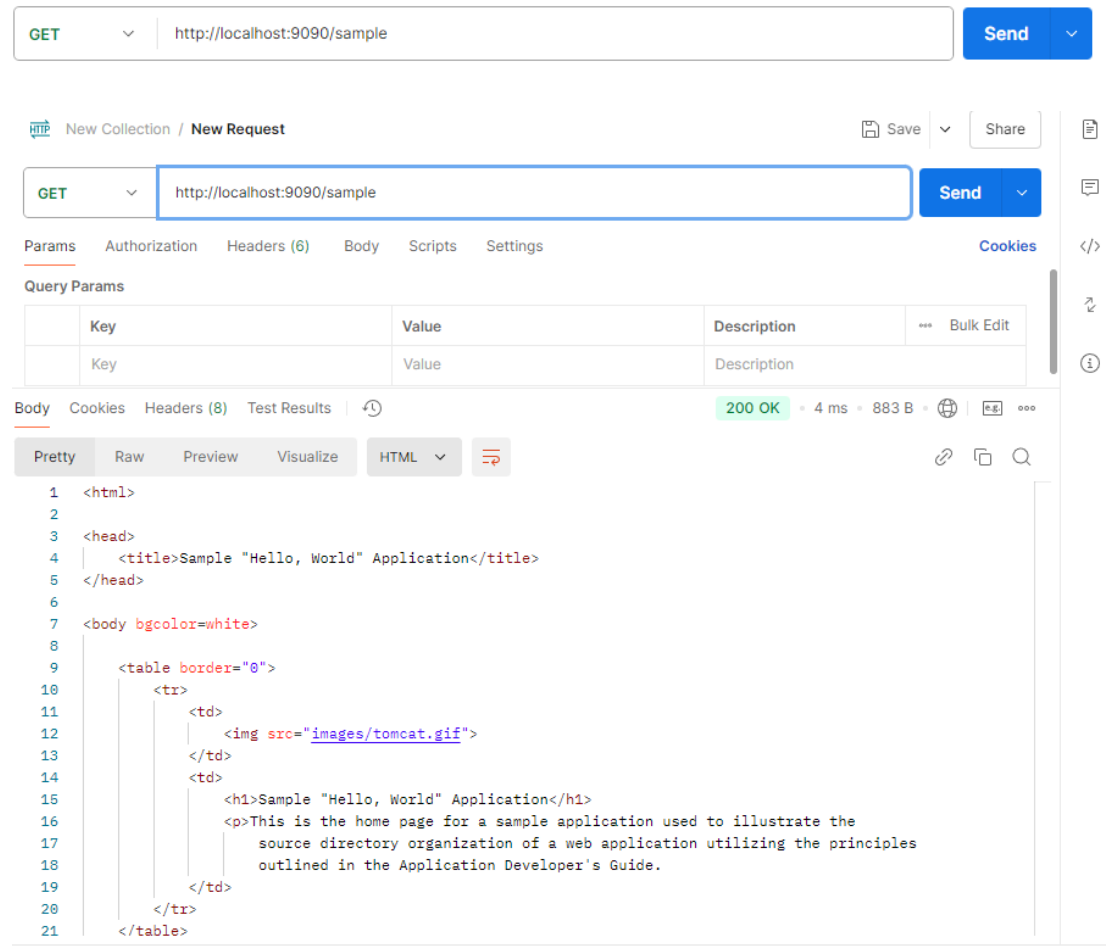 GET http://localhost:9090/sample Send
HTTP New Collection / New Request Save Share
GET http://localhost:9090/sample Send
Params Authorization Headers (6) Body Scripts Settings Cookies
Query Params
Key Value Description Bulk Edit
Key Value Description
Body Cookies Headers (8) Test Results 200 OK 4 ms 883 B e.g.
Pretty Raw Preview Visualize HTML
1 <html>
2
3 <head>
4 <title>Sample "Hello, World" Application</title>
5 </head>
6
7 <body bgcolor=white>
8
9 <table border="0">
10 <tr>
11 <td>
12 <img src="images/tomcat.gif">
13 </td>
14 <td>
15 <h1>Sample "Hello, World" Application</h1>
16 <p>This is the home page for a sample application used to illustrate the
17 source directory organization of a web application utilizing the principles
18 outlined in the Application Developer's Guide.
19 </td>
20 </tr>
21 </table>